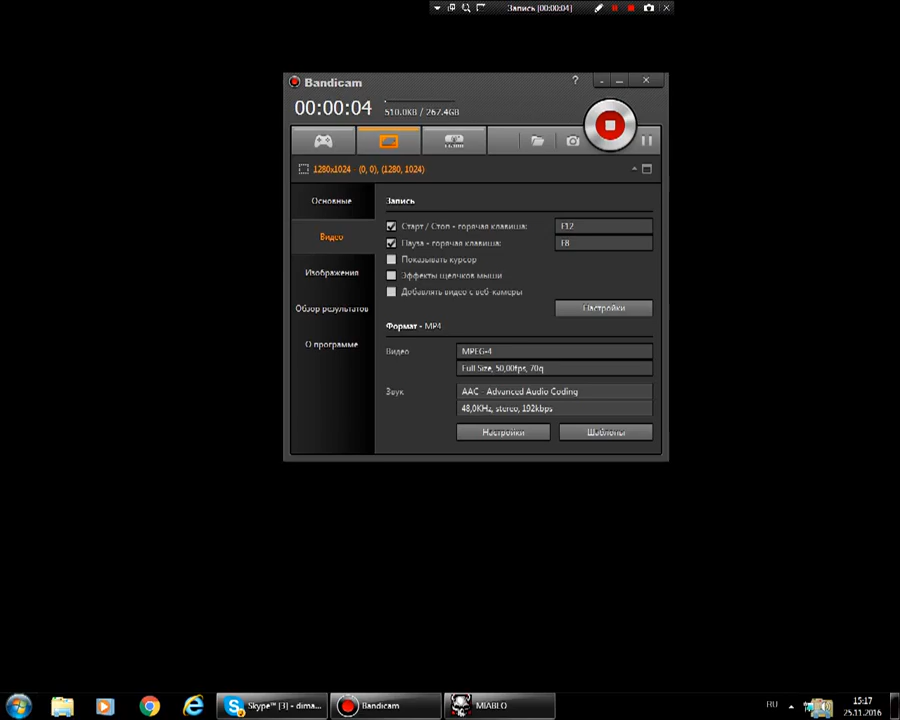 Запись [00:00:04]
Bandicam
?
00:00:04
510.0KB / 267.4GB
1280x1024 (0, 0), (1280, 1024)
Основные
Видео
Изображения
Обзор результатов
О программе
Запись
Старт / Стоп - горячая клавиша:
F12
Пауза - горячая клавиша:
F8
Показывать курсор
Эффекты щелчков мыши
Добавлять видео с веб-камеры
Настройки
Формат - MP4
Видео
MPEG-4
Full Size, 50,00fps, 70q
Звук
AAC - Advanced Audio Coding
48,0KHz, stereo, 192kbps
Настройки
Шаблоны
Skype™ [3] - dima...
Bandicam
MIABLO
RU
15:17
25.11.2016